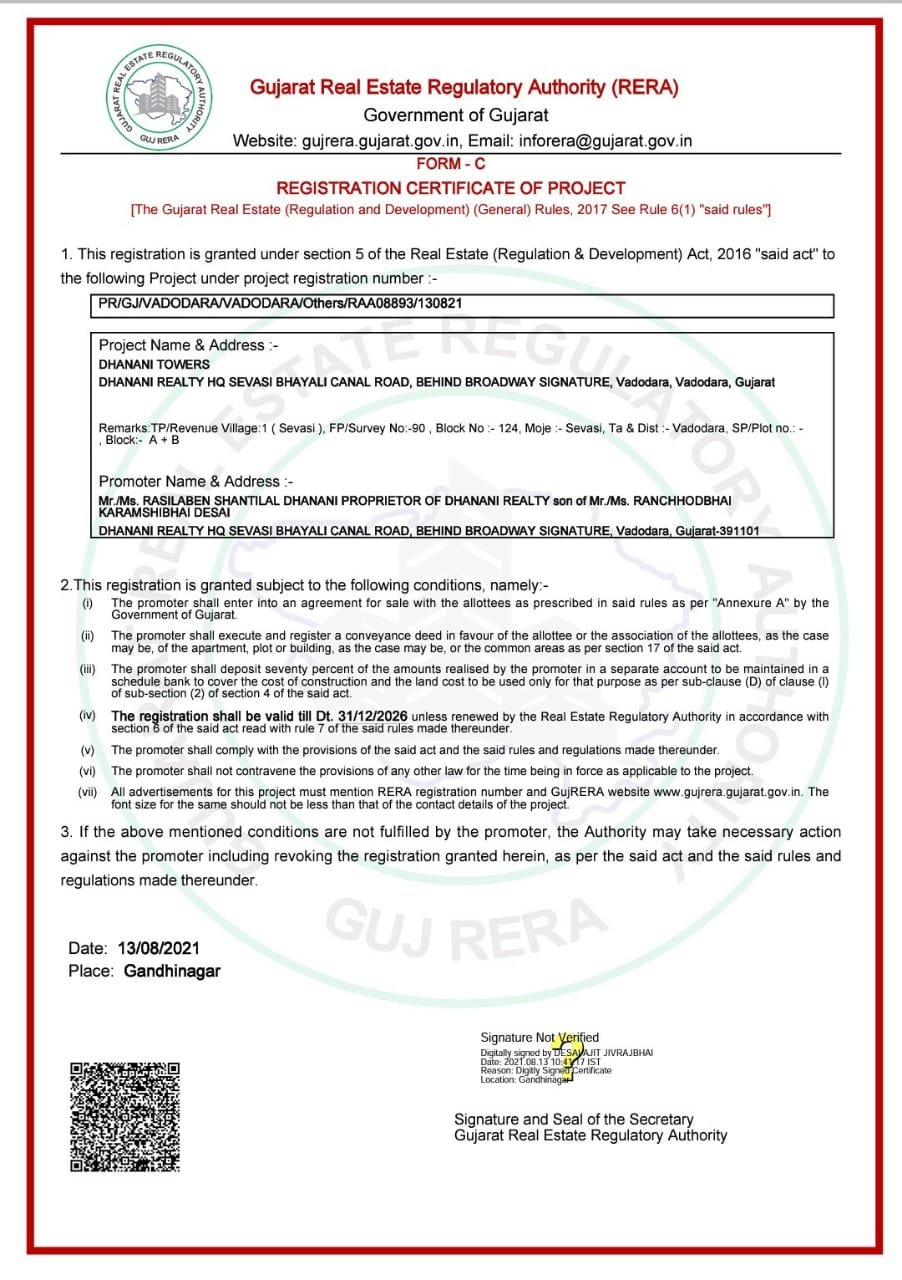 GUJARAT REAL ESTATE REGULATORY AUTHORITY
GUJ RERA
Gujarat Real Estate Regulatory Authority (RERA)
Government of Gujarat
Website: gujrera.gujarat.gov.in, Email: inforera@gujarat.gov.in
FORM - C
REGISTRATION CERTIFICATE OF PROJECT
[The Gujarat Real Estate (Regulation and Development) (General) Rules, 2017 See Rule 6(1) "said rules"]
1. This registration is granted under section 5 of the Real Estate (Regulation & Development) Act, 2016 "said act" to
the following Project under project registration number :-
PR/GJ/VADODARA/VADODARA/Others/RAA08893/130821
Project Name & Address :-
DHANANI TOWERS
DHANANI REALTY HQ SEVASI BHAYALI CANAL ROAD, BEHIND BROADWAY SIGNATURE, Vadodara, Vadodara, Gujarat
Remarks:TP/Revenue Village:1 ( Sevasi ), FP/Survey No:-90 , Block No :- 124, Moje :- Sevasi, Ta & Dist :- Vadodara, SP/Plot no.: -
, Block:- A + B
Promoter Name & Address :-
Mr./Ms. RASILABEN SHANTILAL DHANANI PROPRIETOR OF DHANANI REALTY son of Mr./Ms. RANCHHODBHAI
KARAMSHIBHAI DESAI
DHANANI REALTY HQ SEVASI BHAYALI CANAL ROAD, BEHIND BROADWAY SIGNATURE, Vadodara, Gujarat-391101
2.This registration is granted subject to the following conditions, namely:-
(i) The promoter shall enter into an agreement for sale with the allottees as prescribed in said rules as per "Annexure A" by the
Government of Gujarat.
(ii) The promoter shall execute and register a conveyance deed in favour of the allottee or the association of the allottees, as the case
may be, of the apartment, plot or building, as the case may be, or the common areas as per section 17 of the said act.
(iii) The promoter shall deposit seventy percent of the amounts realised by the promoter in a separate account to be maintained in a
schedule bank to cover the cost of construction and the land cost to be used only for that purpose as per sub-clause (D) of clause (l)
of sub-section (2) of section 4 of the said act.
(iv) The registration shall be valid till Dt. 31/12/2026 unless renewed by the Real Estate Regulatory Authority in accordance with
section 6 of the said act read with rule 7 of the said rules made thereunder.
(v) The promoter shall comply with the provisions of the said act and the said rules and regulations made thereunder.
(vi) The promoter shall not contravene the provisions of any other law for the time being in force as applicable to the project.
(vii) All advertisements for this project must mention RERA registration number and GujRERA website www.gujrera.gujarat.gov.in. The
font size for the same should not be less than that of the contact details of the project.
3. If the above mentioned conditions are not fulfilled by the promoter, the Authority may take necessary action
against the promoter including revoking the registration granted herein, as per the said act and the said rules and
regulations made thereunder.
GUJARAT REAL ESTATE REGULATORY AUTHORITY
GUJ RERA
Date: 13/08/2021
Place: Gandhinagar
Signature Not Verified
Digitally signed by DESAI AJIT JIVRAJBHAI
Date: 2021.08.13 10:41:17 IST
Reason: Digitly Signed Certificate
Location: Gandhinagar
?
Signature and Seal of the Secretary
Gujarat Real Estate Regulatory Authority